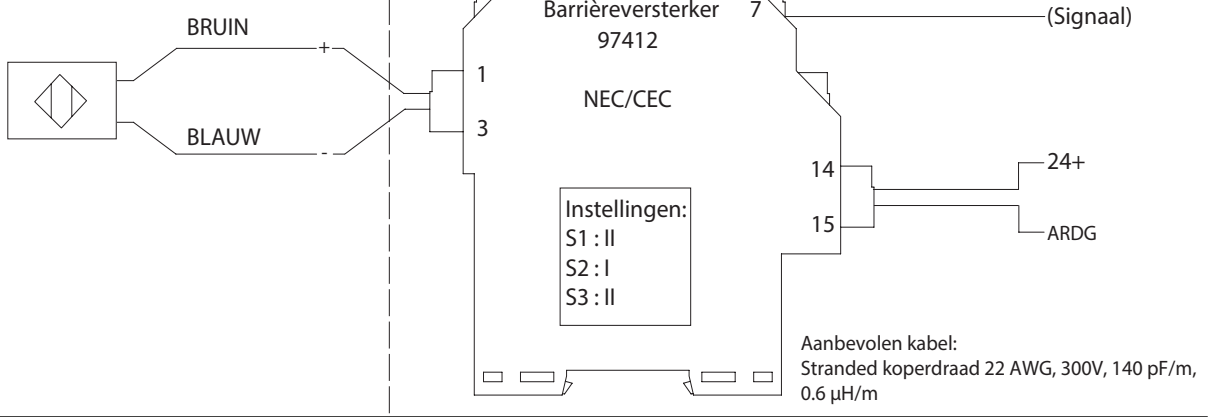 Barrièreversterker
97412
7
(Signaal)
BRUIN
+
1
NEC/CEC
3
BLAUW
-
14
24+
15
ARDG
Instellingen:
S1 : II
S2 : I
S3 : II
Aanbevolen kabel:
Stranded koperdraad 22 AWG, 300V, 140 pF/m,
0.6 µH/m